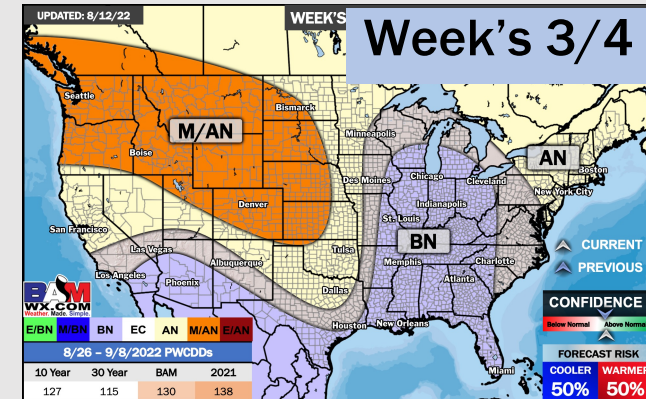 UPDATED: 8/12/22
WEEK'S
Week's 3/4
Seattle
Bismarck
M/AN
Minneapolis
Boise
AN
Boston
Des Moines
Chicago
Cleveland
New York City
Denver
Indianapolis
St. Louis
San Francisco
BN
Las Vegas
Tulsa
CURRENT
Albuquerque
Memphis
Charlotte
PREVIOUS
Los Angeles
Phoenix
Atlanta
Dallas
BAM
WX.COM
Weather. Made. Simple.
CONFIDENCE
Houston
New Orleans
Below Normal
Above Norma
E/BN M/BN BN EC AN M/AN E/AN
8/26 – 9/8/2022 PWCDDs
FORECAST RISK
10 Year 30 Year BAM 2021
Miami
COOLER WARMER
127 115 130 138
50% 50%